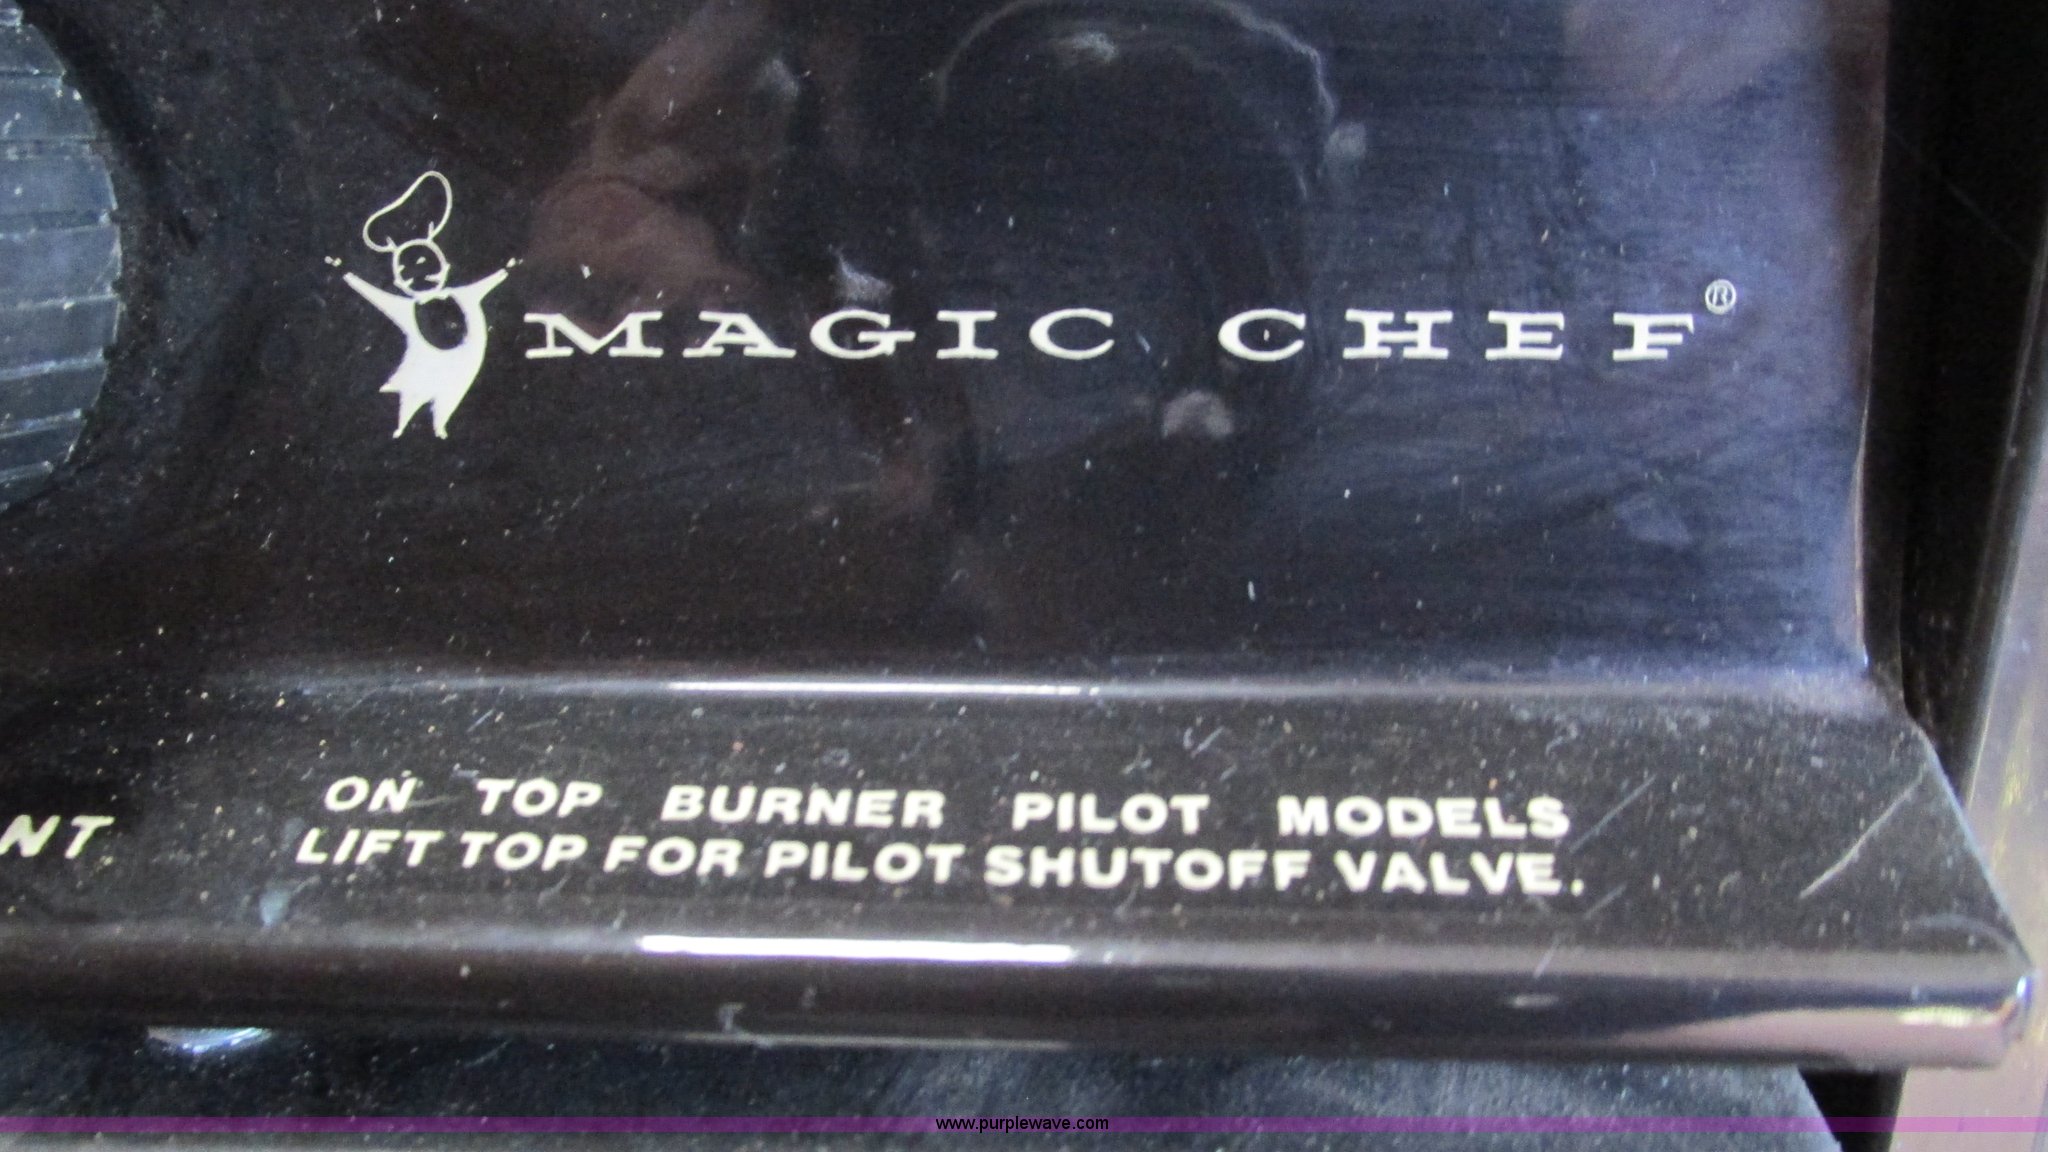 MAGIC CHEF®
ON TOP BURNER PILOT MODELS
LIFT TOP FOR PILOT SHUTOFF VALVE.
NT
www.purplewave.com